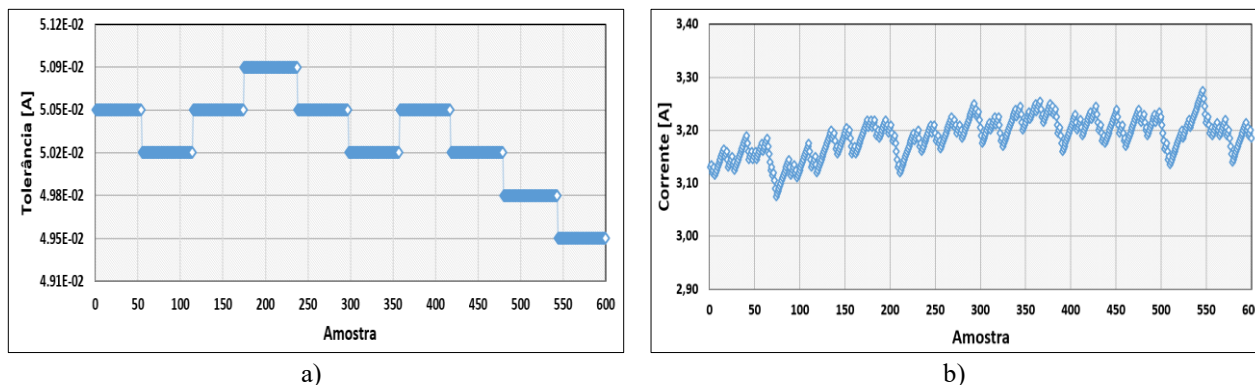 5.12E-02
5.09E-02
5.05E-02
5.02E-02
4.98E-02
4.95E-02
4.91E-02
Tolerância [A]
0 50 100 150 200 250 300 350 400 450 500 550 600
Amostra
a)
3,40
3,30
3,20
3,10
3,00
2,90
Corrente [A]
0 50 100 150 200 250 300 350 400 450 500 550 600
Amostra
b)